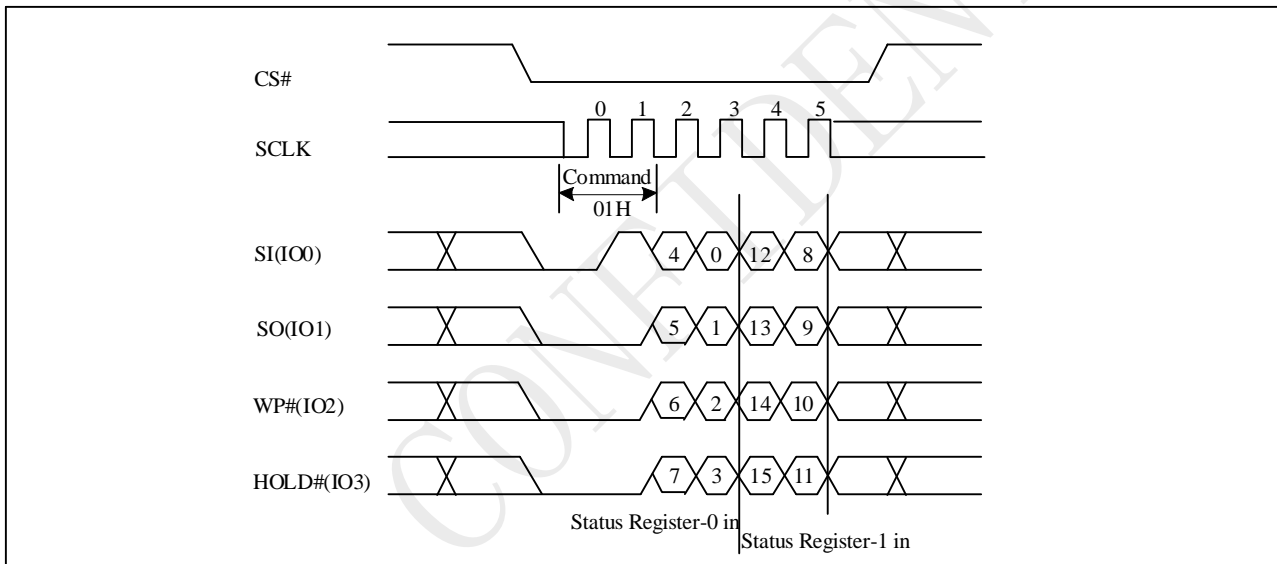 CS#
0 1 2 3 4 5
SCLK
Command
01H
SI(IO0) 4 0 12 8
SO(IO1) 5 1 13 9
WP#(IO2) 6 2 14 10
HOLD#(IO3) 7 3 15 11
Status Register-0 in
Status Register-1 in
CONFIDEN